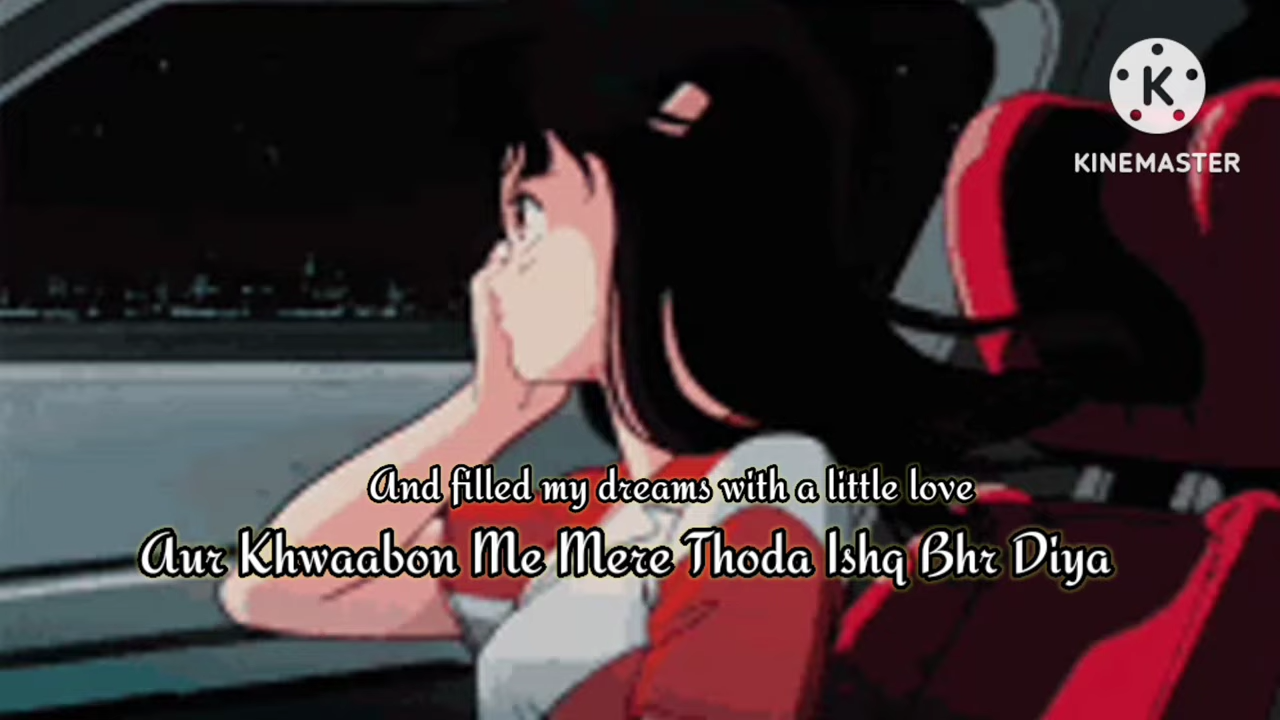 KINEMASTER
And filled my dreams with a little love
Aur Khwaabon Me Mere Thoda Ishq Bhr Diya